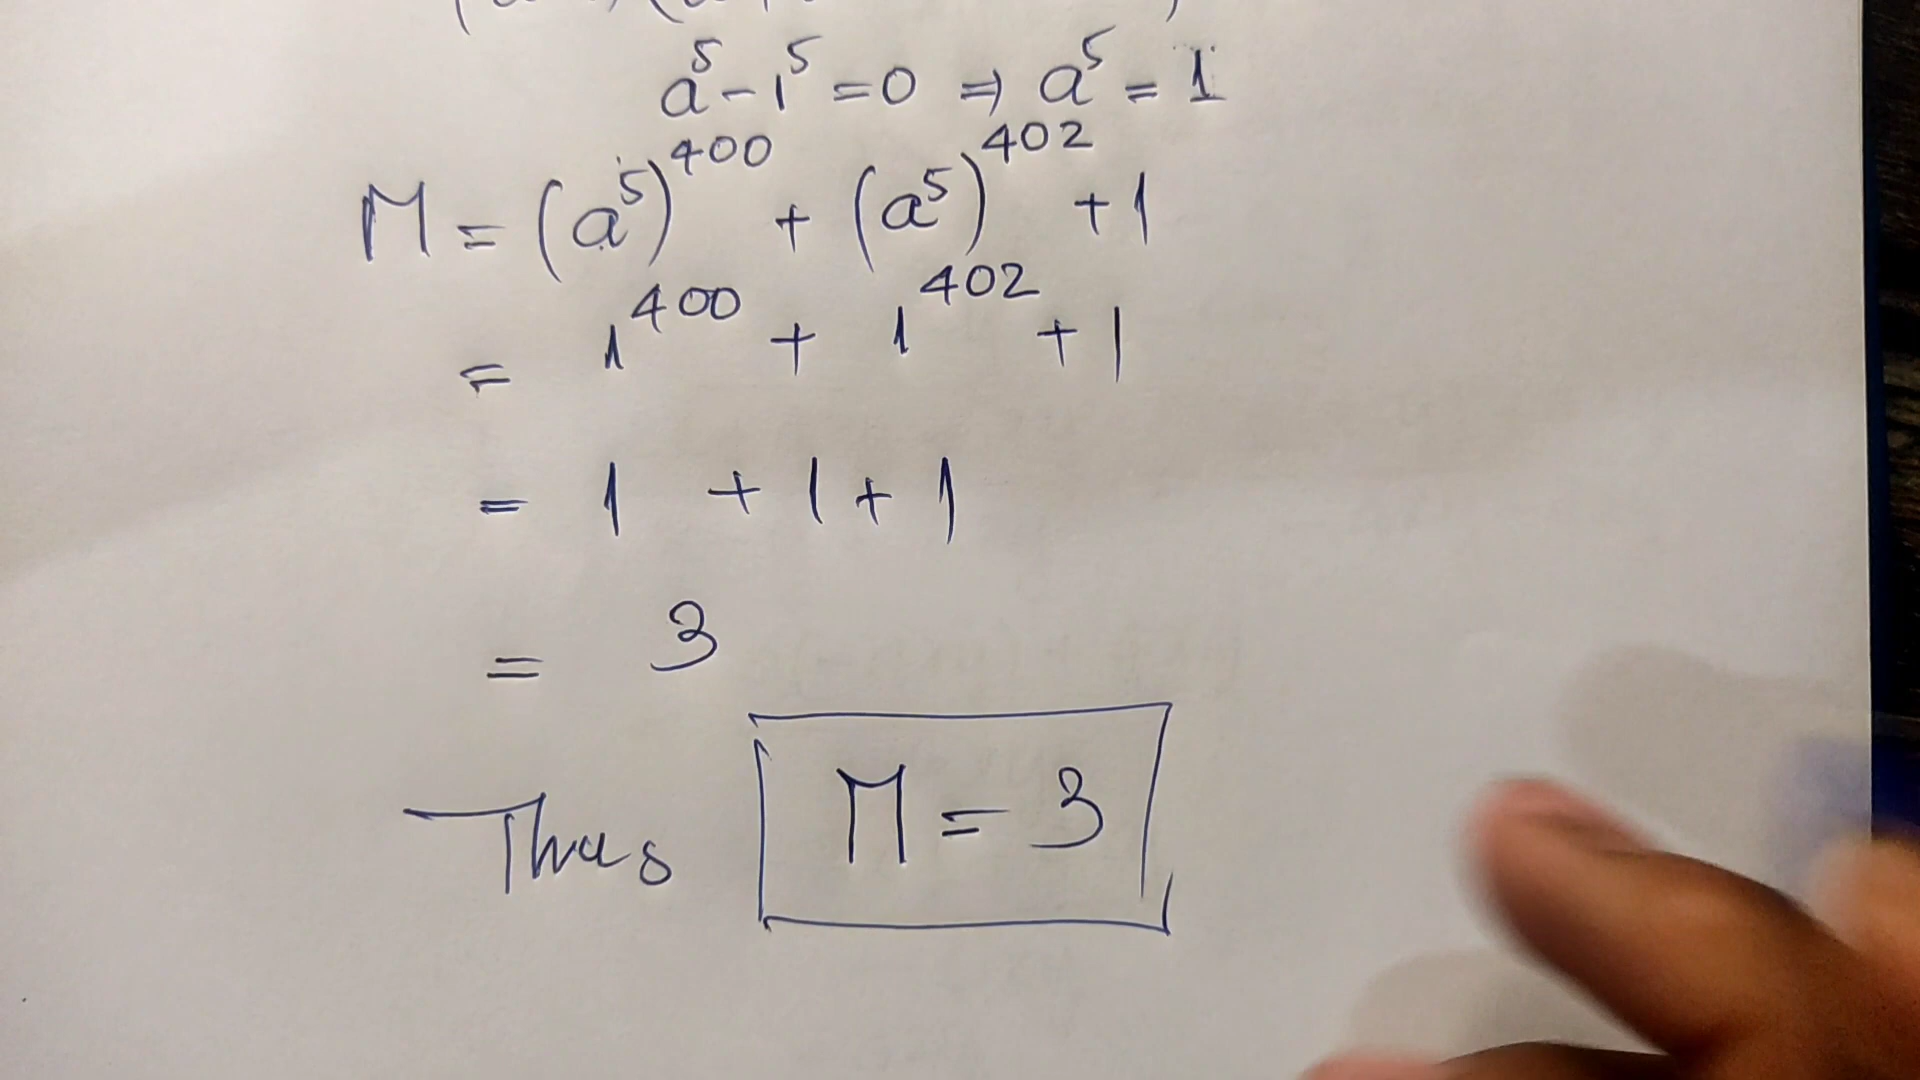 a⁵ - 1⁵ = 0 ⇒ a⁵ = 1
M = (a⁵)⁴⁰⁰ + (a⁵)⁴⁰² + 1
= 1⁴⁰⁰ + 1⁴⁰² + 1
= 1 + 1 + 1
= 3
Thus M = 3